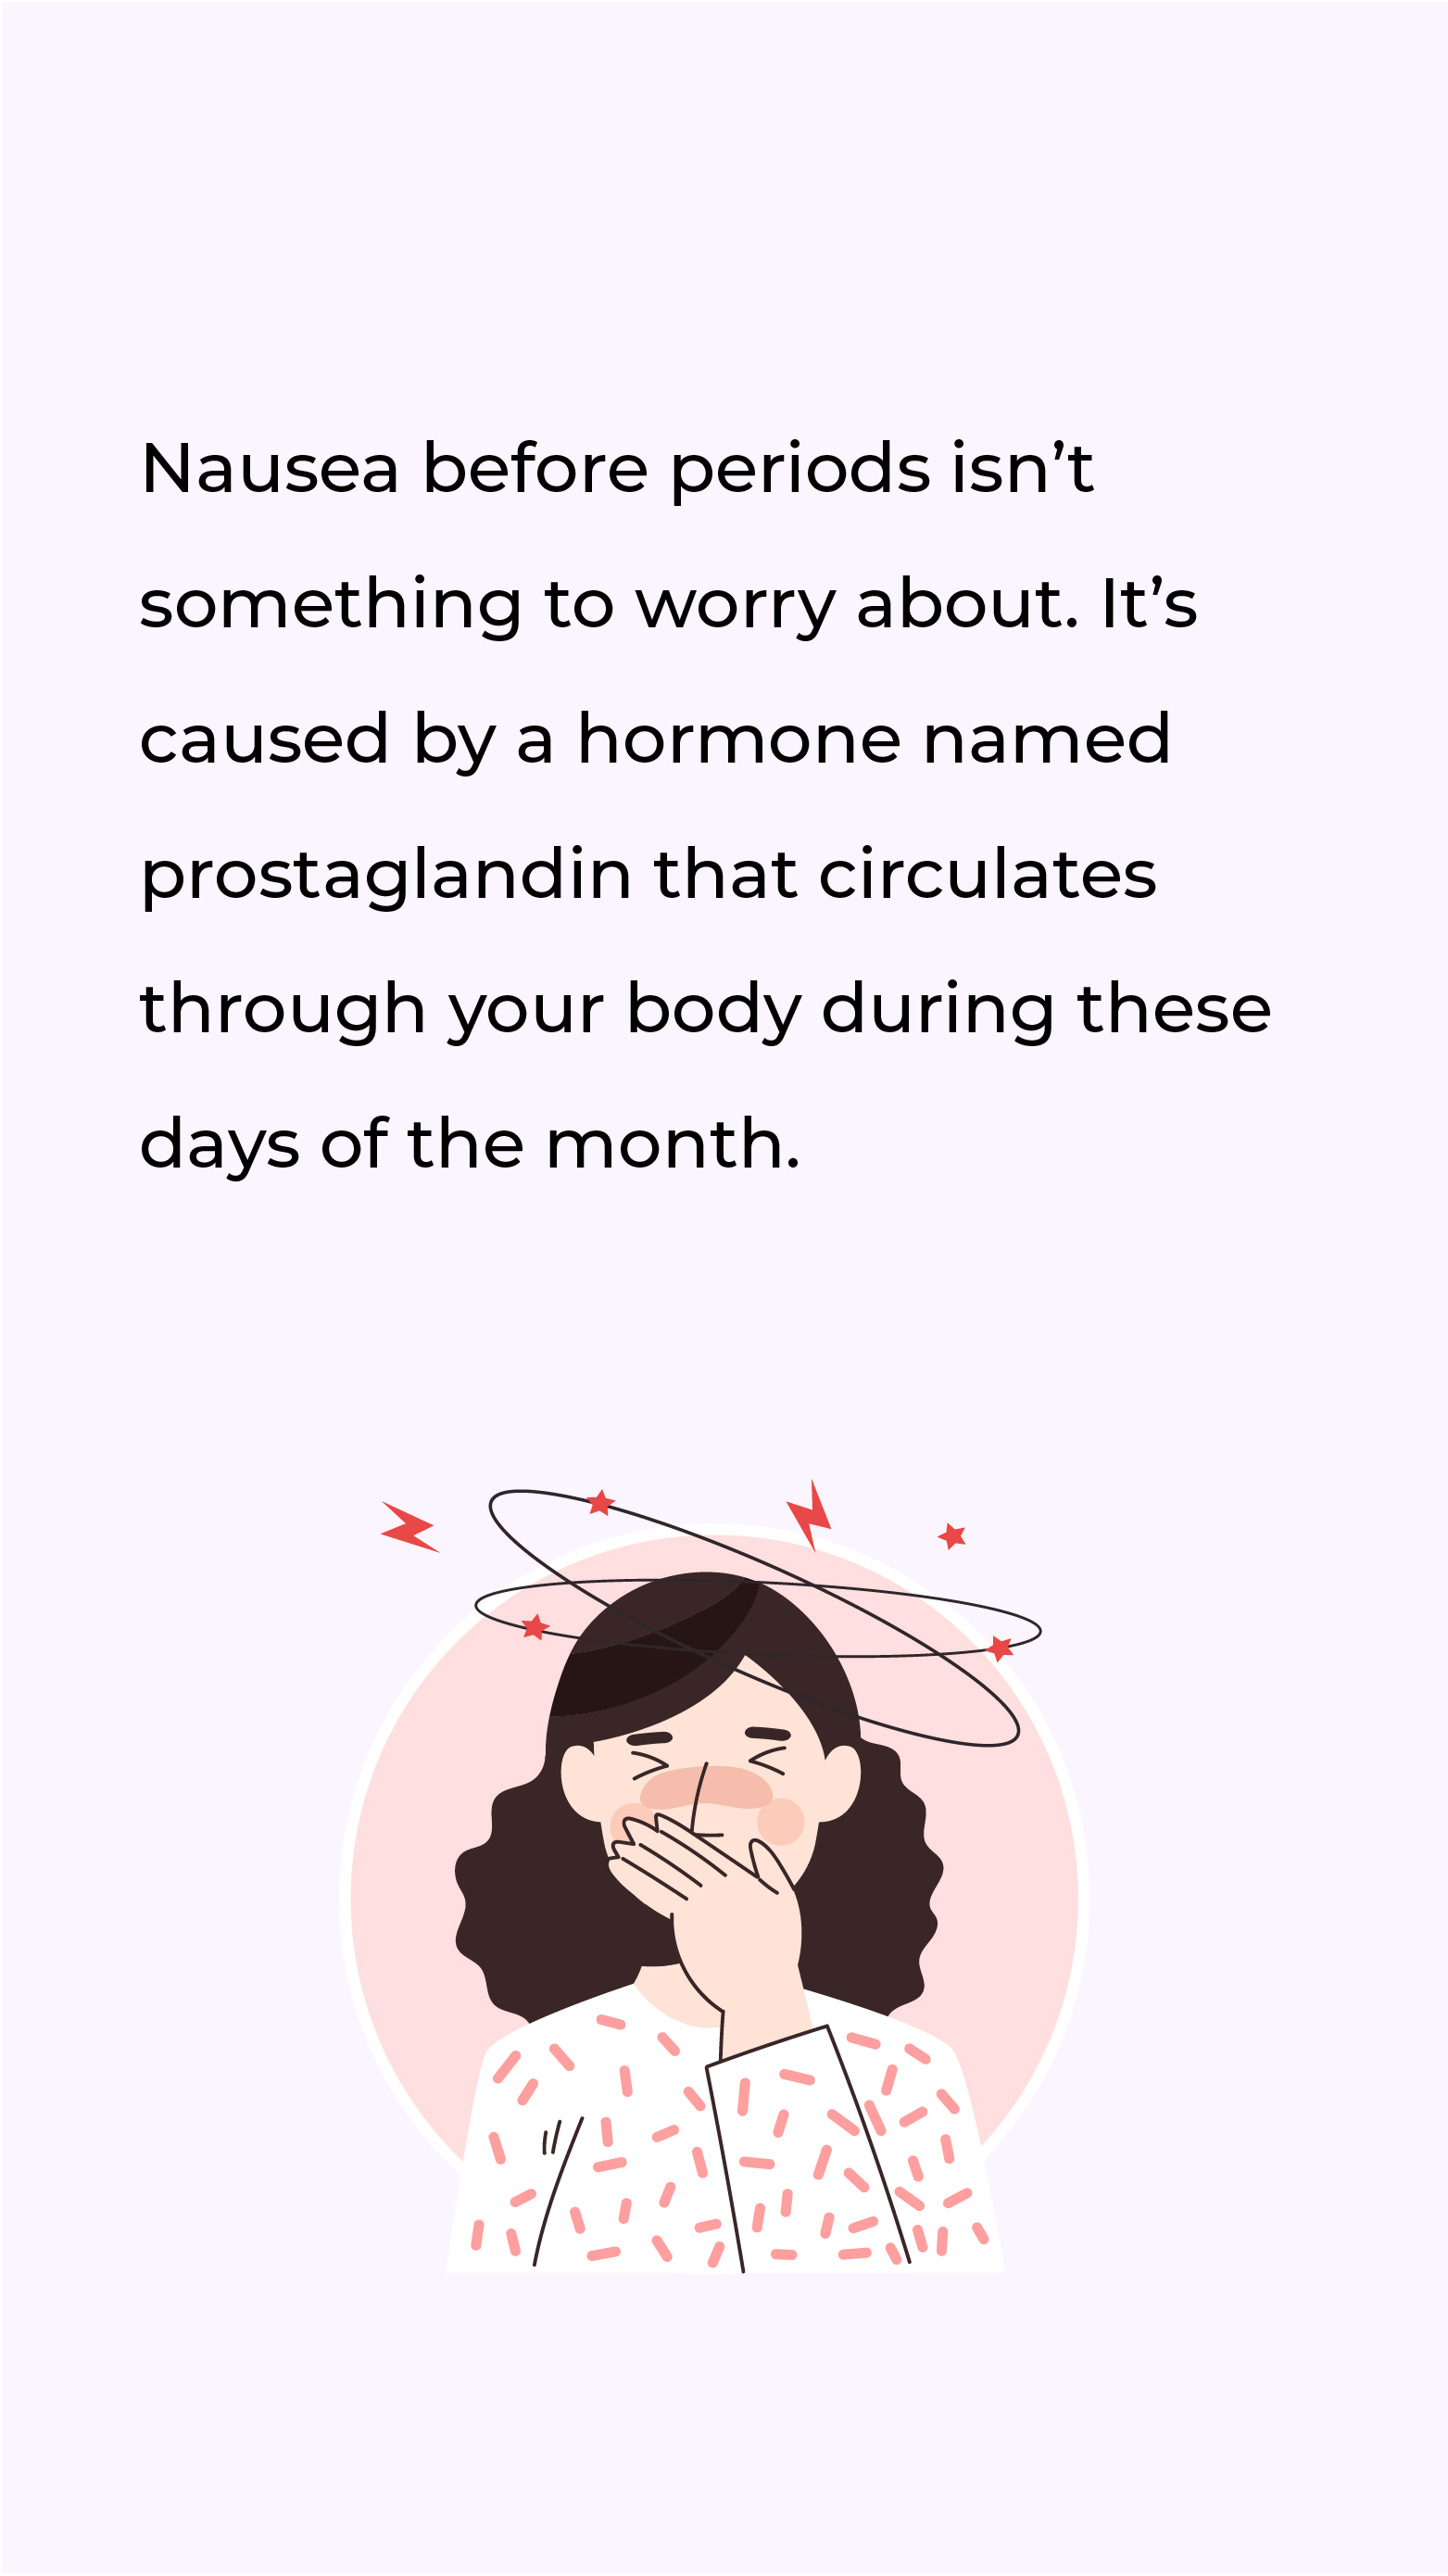 Nausea before periods isn’t
something to worry about. It’s
caused by a hormone named
prostaglandin that circulates
through your body during these
days of the month.